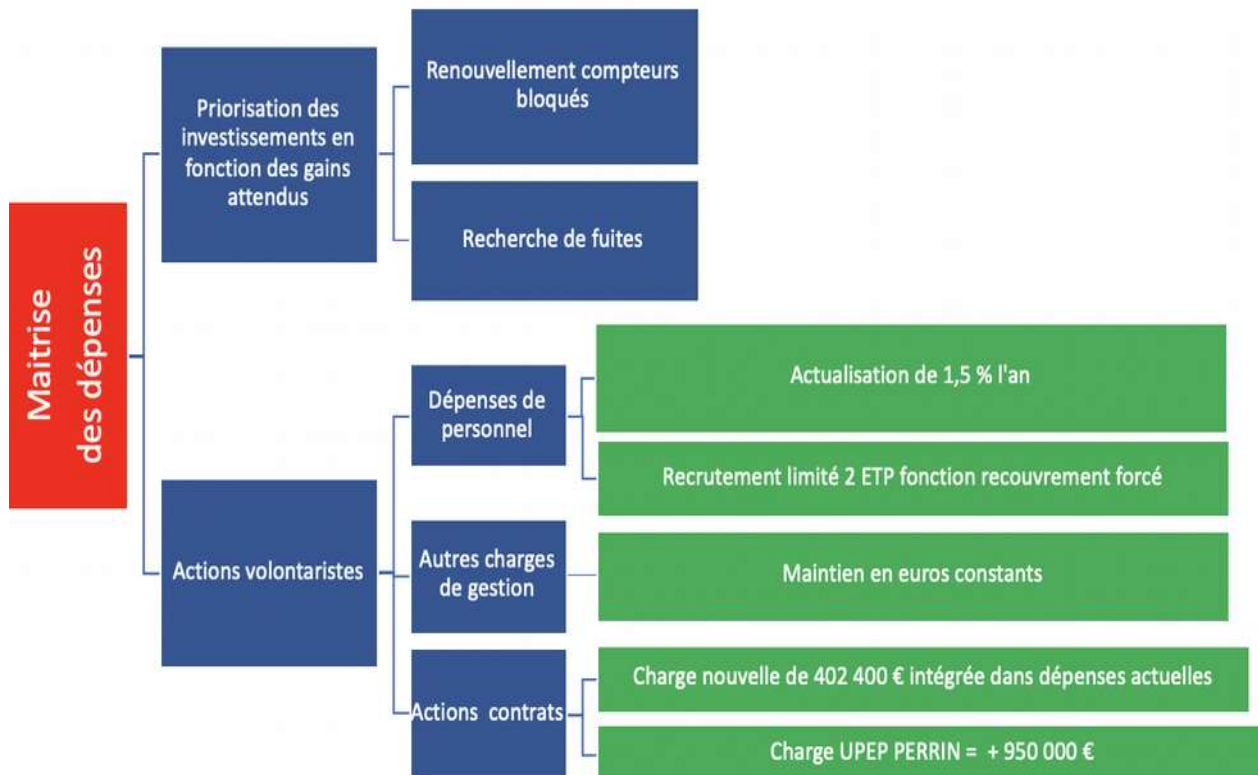 Maitrise
des dépenses
Priorisation des
investissements en
fonction des gains
attendus
Renouvellement compteurs
bloqués
Recherche de fuites
Actions volontaristes
Dépenses de
personnel
Actualisation de 1,5 % l'an
Recrutement limité 2 ETP fonction recouvrement forcé
Autres charges
de gestion
Maintien en euros constants
Actions contrats
Charge nouvelle de 402 400 € intégrée dans dépenses actuelles
Charge UPEP PERRIN = + 950 000 €